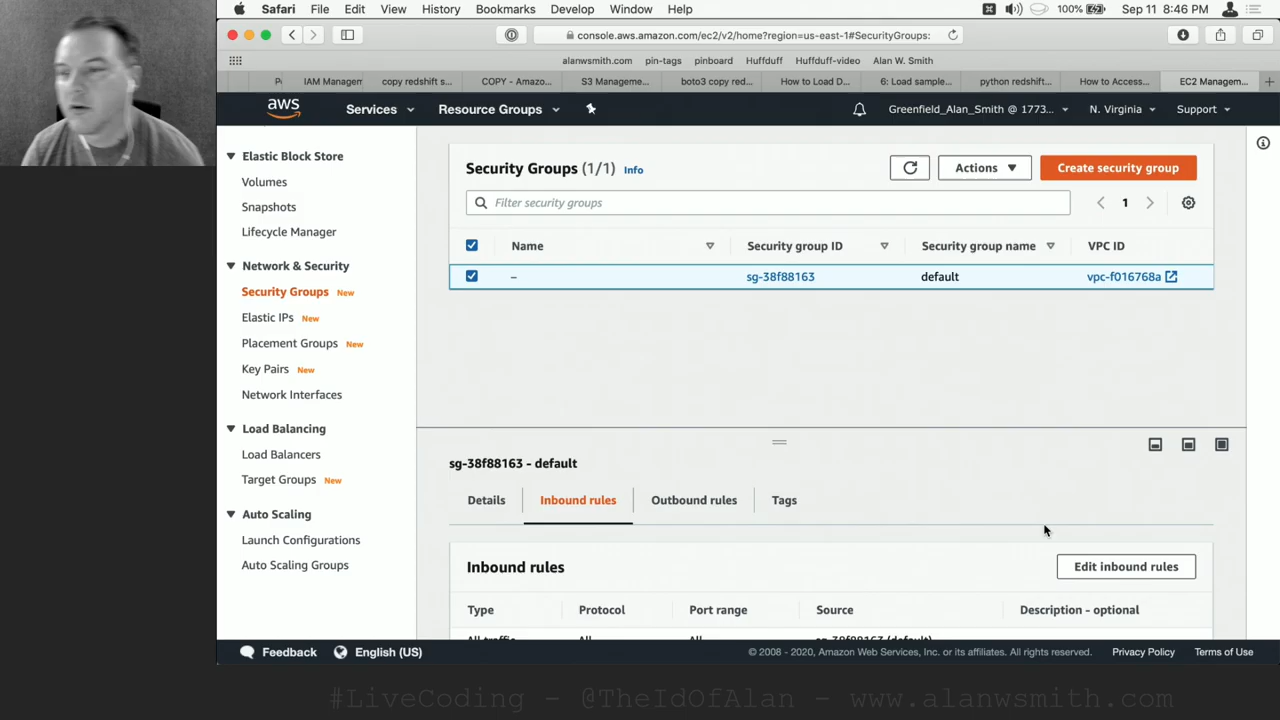 Safari File Edit View History Bookmarks Develop Window Help 100% Sep 11 8:46 PM
console.aws.amazon.com/ec2/v2/home?region=us-east-1#SecurityGroups:
alanwsmith.com pin-tags pinboard Huffduff Huffduff-video Alan W. Smith
IAM Managem copy redshift s... COPY - Amazo... S3 Manageme... boto3 copy red... How to Load D... 6: Load sample... python redshift... How to Access... EC2 Managem...
aws Services Resource Groups Greenfield_Alan_Smith @ 1773... N. Virginia Support
Elastic Block Store
Volumes
Snapshots
Lifecycle Manager
Network & Security
Security Groups New
Elastic IPs New
Placement Groups New
Key Pairs New
Network Interfaces
Load Balancing
Load Balancers
Target Groups New
Auto Scaling
Launch Configurations
Auto Scaling Groups
Security Groups (1/1) Info Actions Create security group
Filter security groups 1
Name Security group ID Security group name VPC ID
– sg-38f88163 default vpc-f016768a
sg-38f88163 - default
Details Inbound rules Outbound rules Tags
Inbound rules Edit inbound rules
Type Protocol Port range Source Description - optional
All traffic All All sg-38f88163 (default)
Feedback English (US) © 2008 - 2020, Amazon Web Services, Inc. or its affiliates. All rights reserved. Privacy Policy Terms of Use
#LiveCoding - @TheIdOfAlan - www.alanwsmith.com